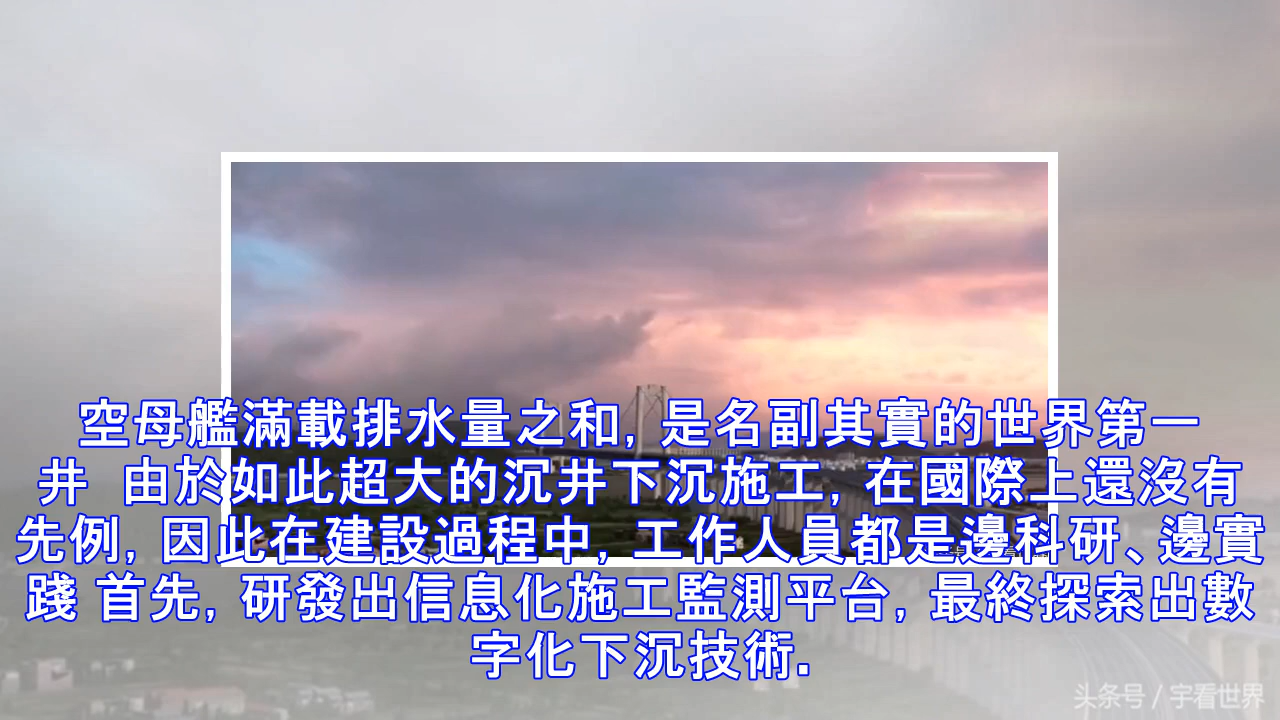 空母艦滿載排水量之和, 是名副其實的世界第一
井 由於如此超大的沉井下沉施工, 在國際上還沒有
先例, 因此在建設過程中, 工作人員都是邊科研、邊實
踐 首先, 研發出信息化施工監測平台, 最終探索出數
字化下沉技術.
头条号 / 宇看世界